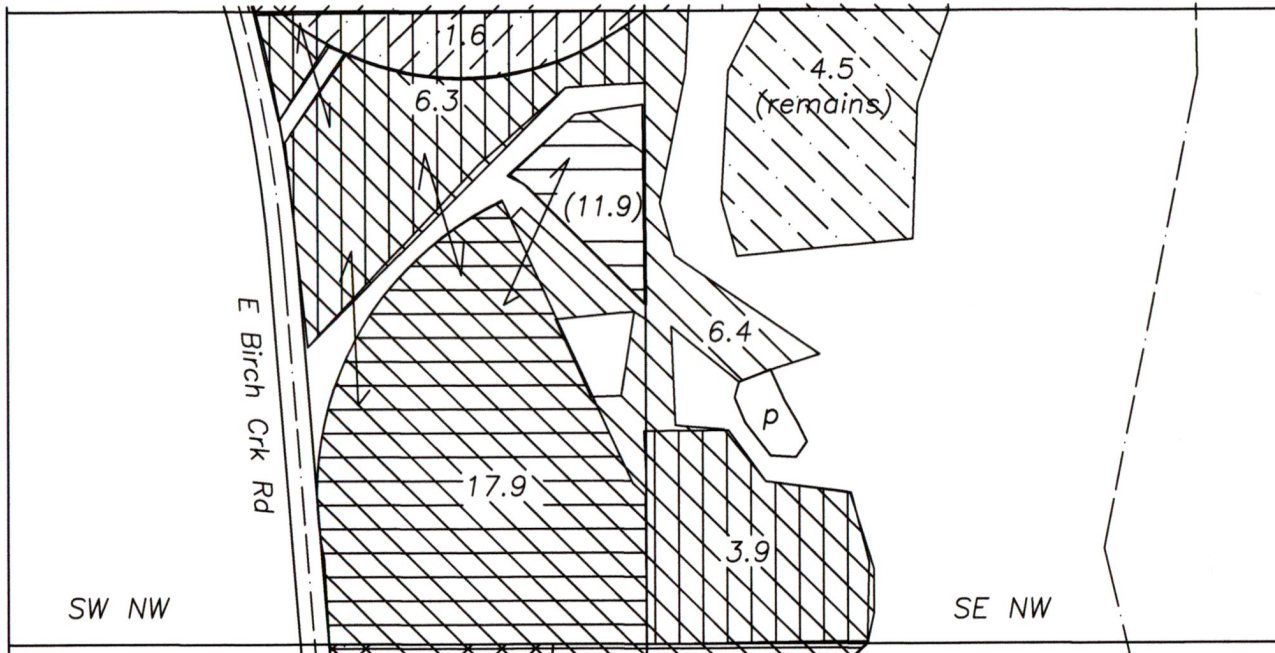 1.6
4.5
(remains)
6.3
(11.9)
6.4
E Birch Crk Rd
p
17.9
3.9
SW NW
SE NW